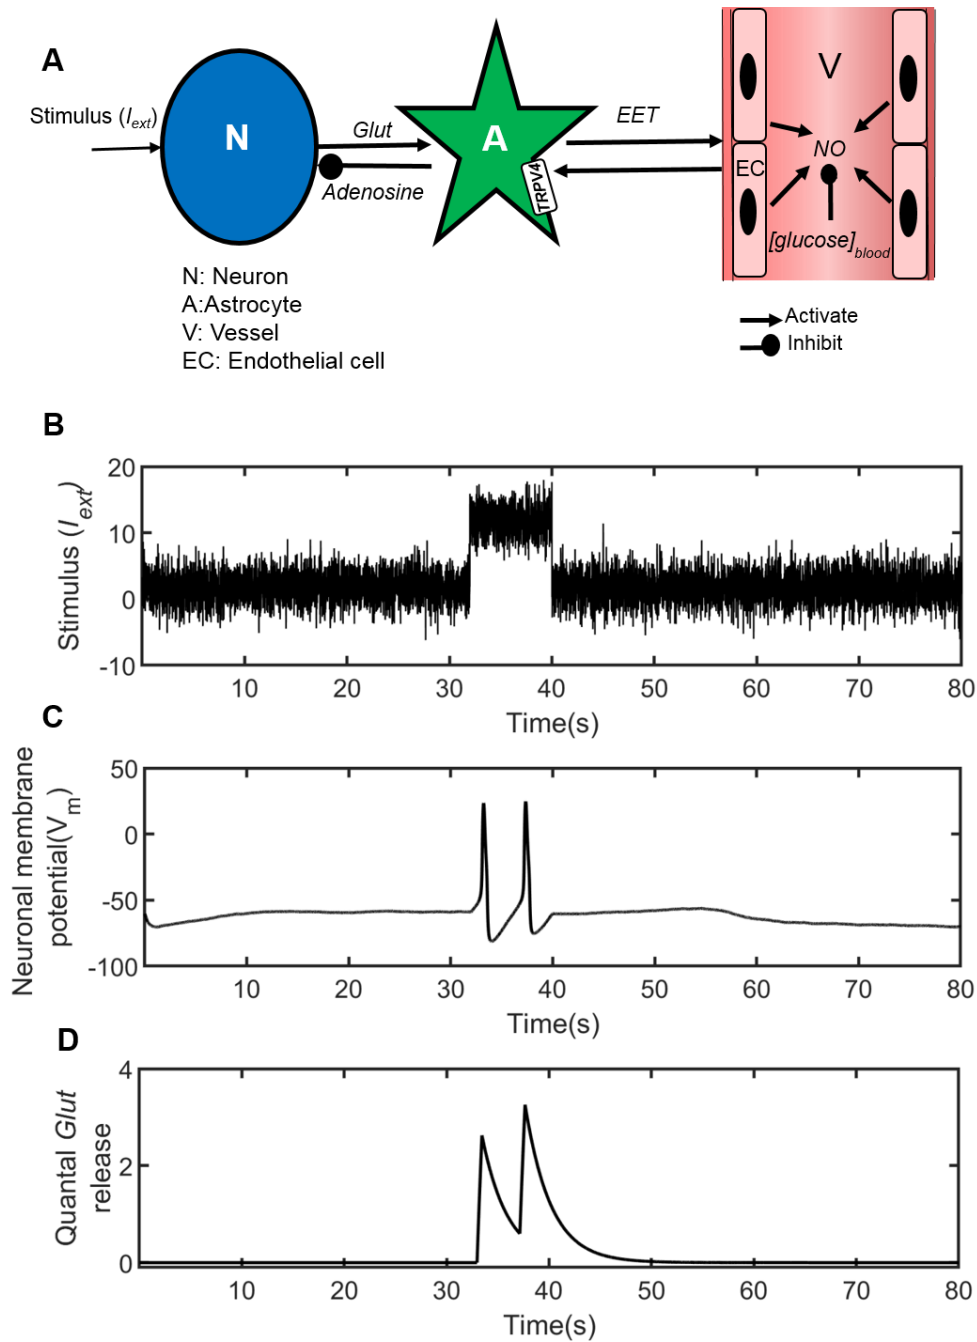 A
Stimulus (I_ext)
N
Glut
Adenosine
A
TRPV4
EET
V
NO
EC
[glucose]_blood
N: Neuron
A:Astrocyte
V: Vessel
EC: Endothelial cell
Activate
Inhibit
B
Stimulus (I_ext)
20
10
0
-10
10 20 30 40 50 60 70 80
Time(s)
C
Neuronal membrane
potential(V_m)
50
0
-50
-100
10 20 30 40 50 60 70 80
Time(s)
D
Quantal Glut
release
4
2
0
10 20 30 40 50 60 70 80
Time(s)